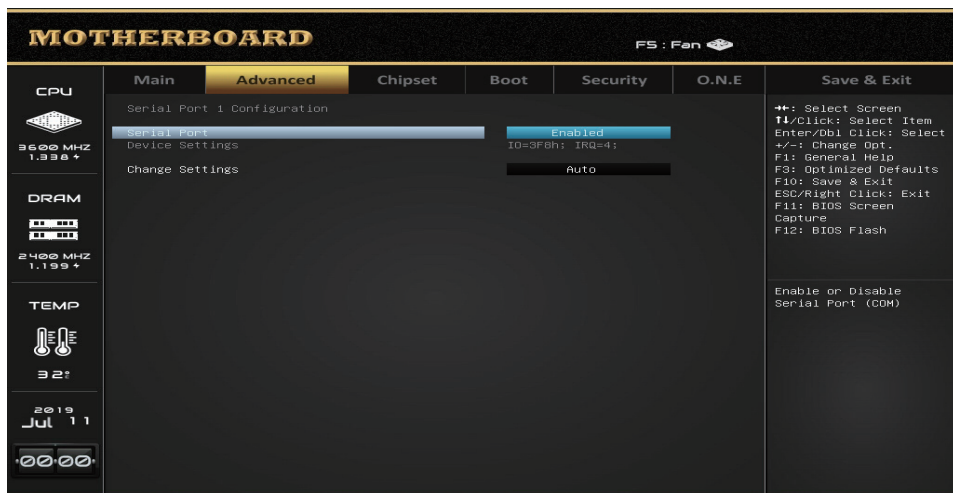 MOTHERBOARD
F5 : Fan
Main Advanced Chipset Boot Security O.N.E Save & Exit
CPU
3600 MHZ
1.338
DRAM
2400 MHZ
1.199
TEMP
32
2019
Jul 11
00:00
Serial Port 1 Configuration
Serial Port Enabled
Device Settings IO=3F8h; IRQ=4;
Change Settings Auto
→←: Select Screen
↑↓/Click: Select Item
Enter/Dbl Click: Select
+/-: Change Opt.
F1: General Help
F3: Optimized Defaults
F10: Save & Exit
ESC/Right Click: Exit
F11: BIOS Screen
Capture
F12: BIOS Flash
Enable or Disable
Serial Port (COM)